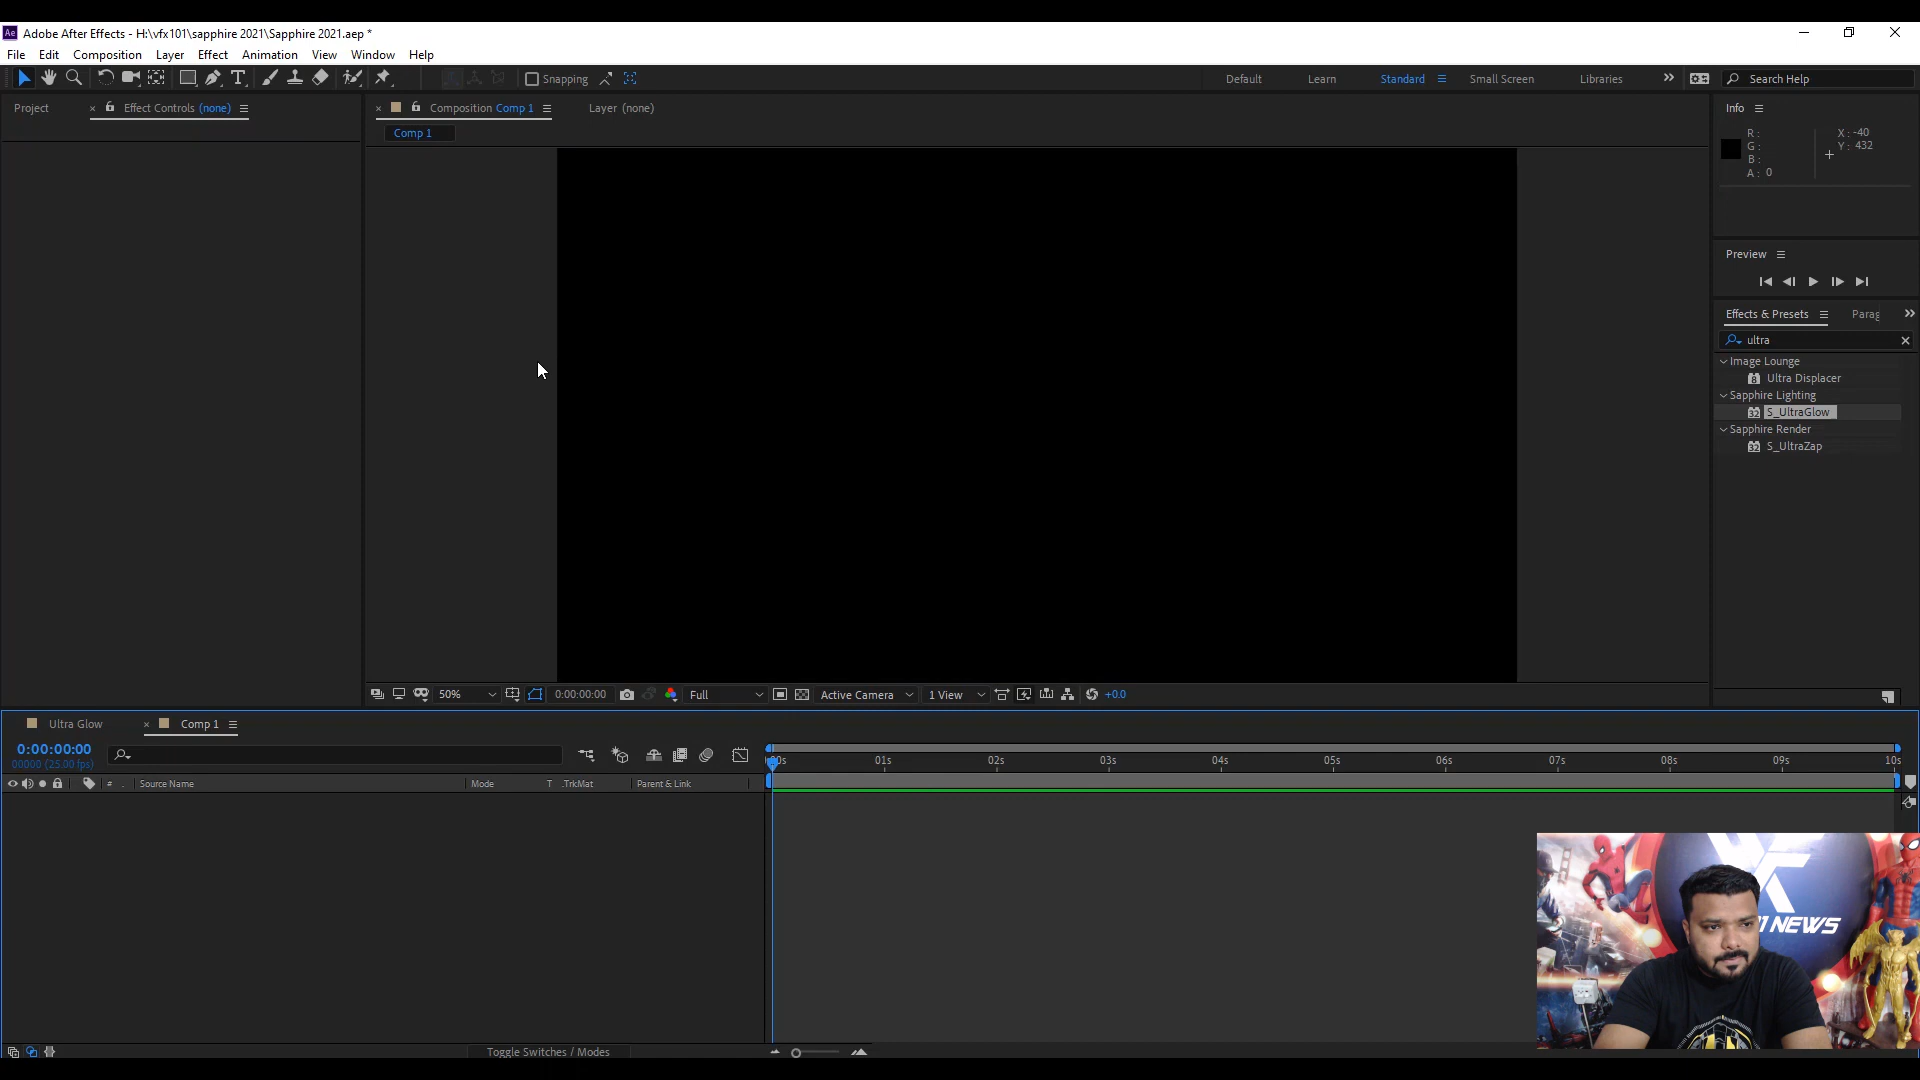 Adobe After Effects - H:\vfx101\sapphire 2021\Sapphire 2021.aep *
File Edit Composition Layer Effect Animation View Window Help
Snapping Default Learn Standard Small Screen Libraries Search Help
Project Effect Controls (none) Composition Comp 1 Layer (none) Info
Comp 1
R :
G :
B :
A : 0
X : -40
Y : 432
Preview
Effects & Presets Parag
ultra
Image Lounge
Ultra Displacer
Sapphire Lighting
S_UltraGlow
Sapphire Render
S_UltraZap
50% 0:00:00:00 Full Active Camera 1 View +0.0
Ultra Glow Comp 1
0:00:00:00
00000 (25.00 fps)
00s 01s 02s 03s 04s 05s 06s 07s 08s 09s 10s
# Source Name Mode T .TrkMat Parent & Link
NEWS
Toggle Switches / Modes